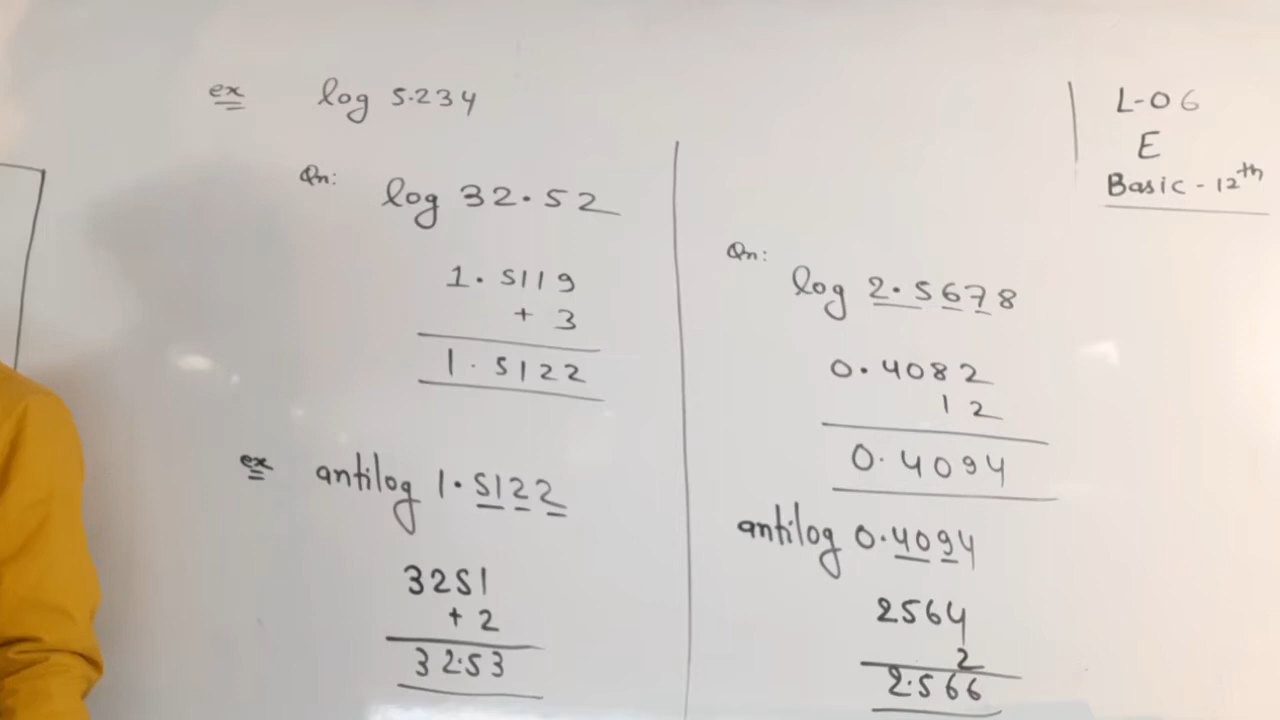 ex log 5.234
Qn: log 32.52
1.5119
+ 3
1.5122
ex antilog 1.5122
3251
+ 2
32.53
Qn:
log 2.5678
0.4082
12
0.4094
antilog 0.4094
2564
2
2.566
L-06
E
Basic - 12th